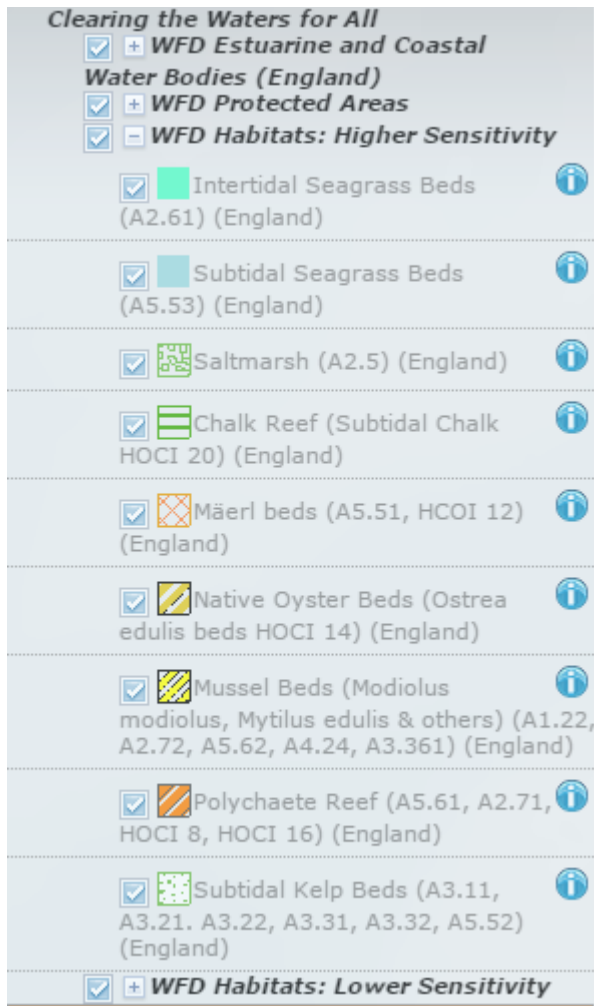 Clearing the Waters for All
WFD Estuarine and Coastal
Water Bodies (England)
WFD Protected Areas
WFD Habitats: Higher Sensitivity
Intertidal Seagrass Beds
(A2.61) (England)
Subtidal Seagrass Beds
(A5.53) (England)
Saltmarsh (A2.5) (England)
Chalk Reef (Subtidal Chalk
HOCI 20) (England)
Mäerl beds (A5.51, HCOI 12)
(England)
Native Oyster Beds (Ostrea
edulis beds HOCI 14) (England)
Mussel Beds (Modiolus
modiolus, Mytilus edulis & others) (A1.22,
A2.72, A5.62, A4.24, A3.361) (England)
Polychaete Reef (A5.61, A2.71,
HOCI 8, HOCI 16) (England)
Subtidal Kelp Beds (A3.11,
A3.21. A3.22, A3.31, A3.32, A5.52)
(England)
WFD Habitats: Lower Sensitivity